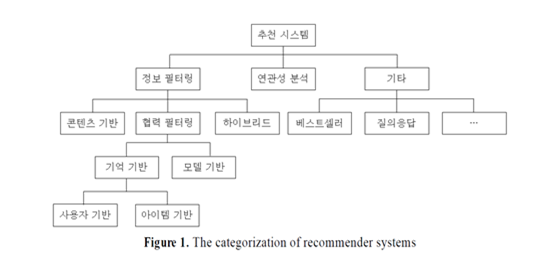 추천 시스템
정보 필터링 연관성 분석 기타
콘텐츠 기반 협력 필터링 하이브리드 베스트셀러 질의응답 …
기억 기반 모델 기반
사용자 기반 아이템 기반
Figure 1. The categorization of recommender systems